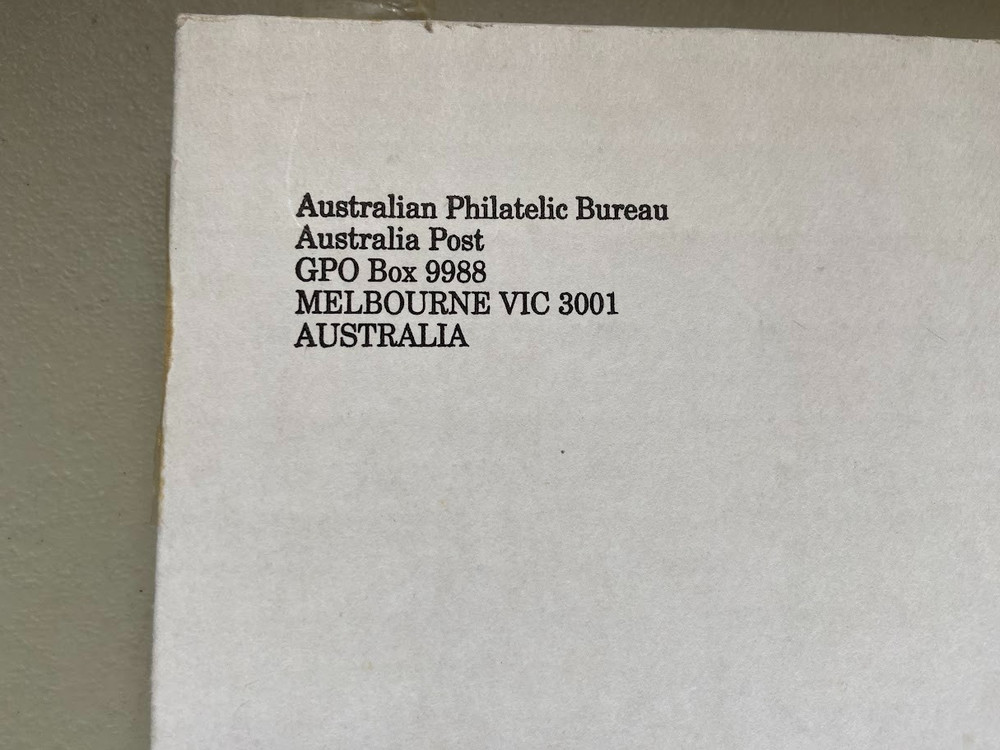 Australian Philatelic Bureau
Australia Post
GPO Box 9988
MELBOURNE VIC 3001
AUSTRALIA